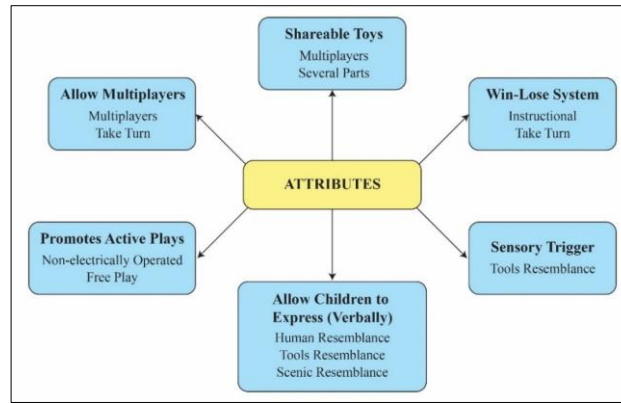 Shareable Toys
Multiplayers
Several Parts
Allow Multiplayers
Multiplayers
Take Turn
Win-Lose System
Instructional
Take Turn
ATTRIBUTES
Promotes Active Plays
Non-electrically Operated
Free Play
Sensory Trigger
Tools Resemblance
Allow Children to
Express (Verbally)
Human Resemblance
Tools Resemblance
Scenic Resemblance